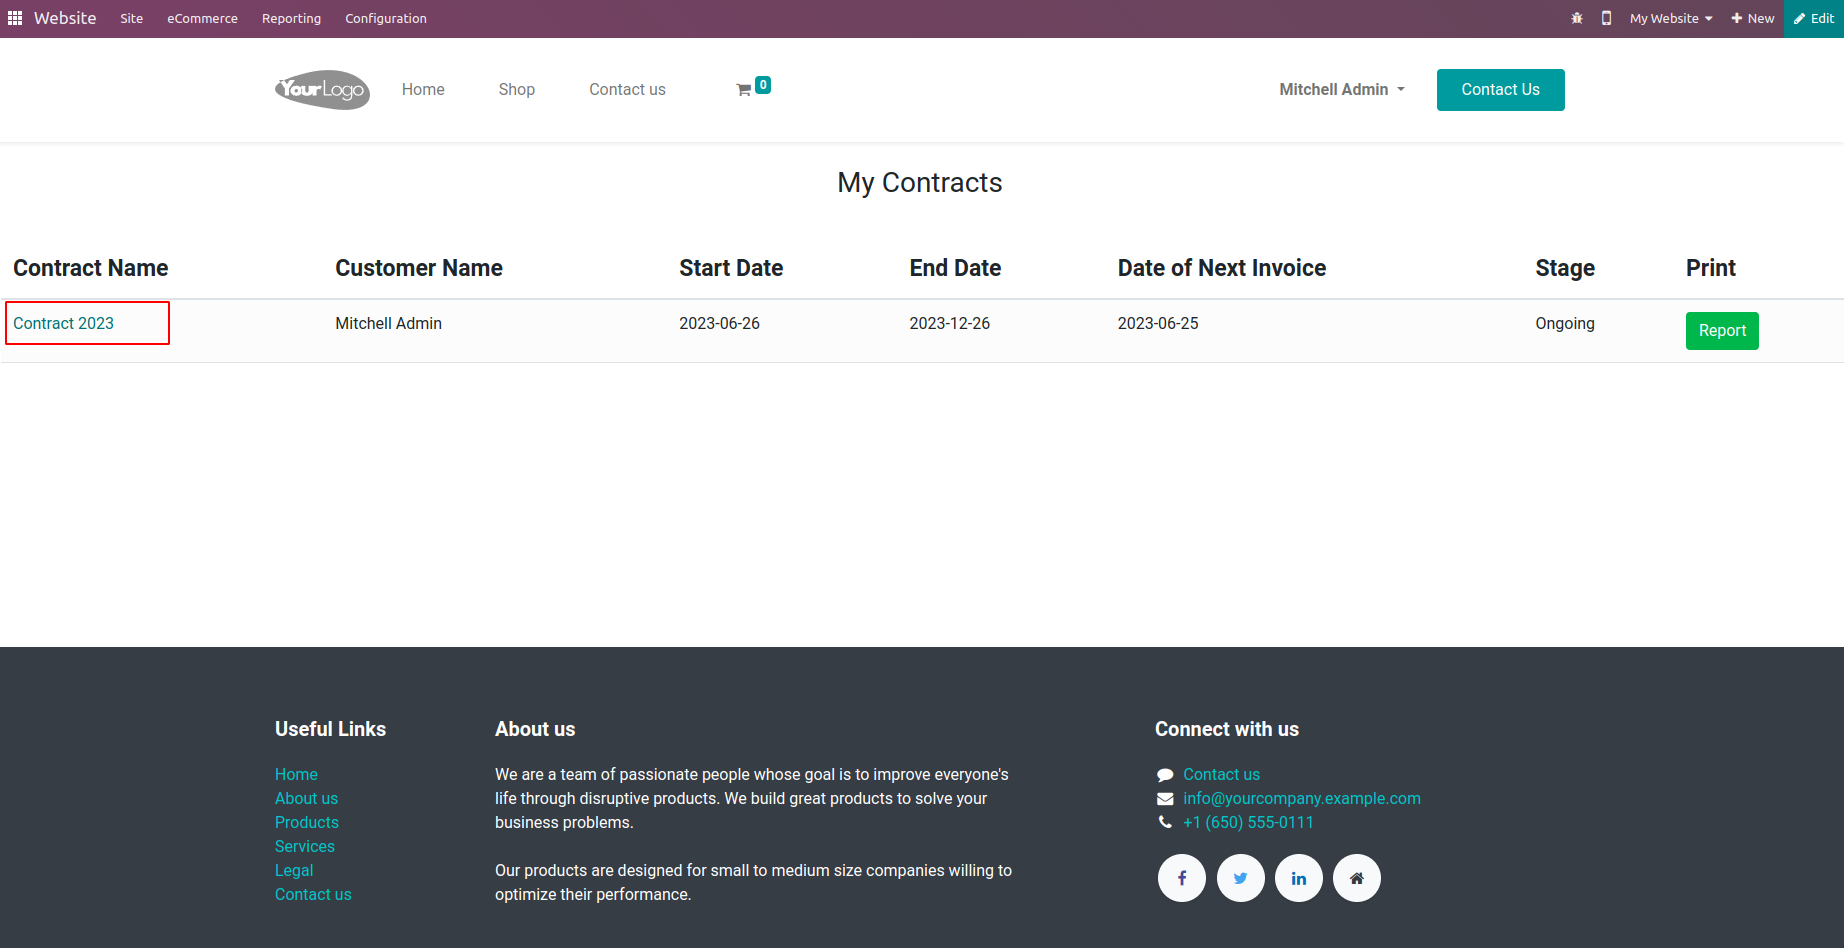 Website Site eCommerce Reporting Configuration My Website New Edit
YourLogo Home Shop Contact us 0 Mitchell Admin Contact Us
My Contracts
Contract Name Customer Name Start Date End Date Date of Next Invoice Stage Print
Contract 2023 Mitchell Admin 2023-06-26 2023-12-26 2023-06-25 Ongoing Report
Useful Links
Home
About us
Products
Services
Legal
Contact us
About us
We are a team of passionate people whose goal is to improve everyone's
life through disruptive products. We build great products to solve your
business problems.
Our products are designed for small to medium size companies willing to
optimize their performance.
Connect with us
Contact us
info@yourcompany.example.com
+1 (650) 555-0111